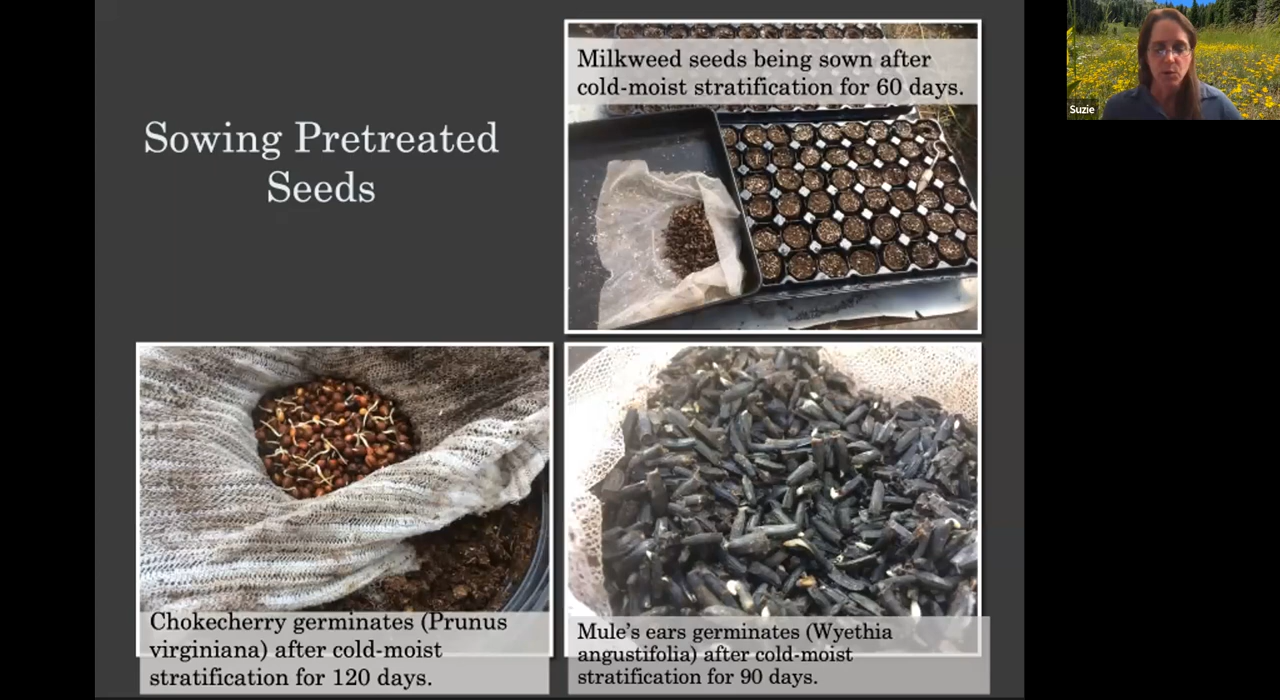 Sowing Pretreated
Seeds
Milkweed seeds being sown after
cold-moist stratification for 60 days.
Suzie
Chokecherry germinates (Prunus
virginiana) after cold-moist
stratification for 120 days.
Mule's ears germinates (Wyethia
angustifolia) after cold-moist
stratification for 90 days.